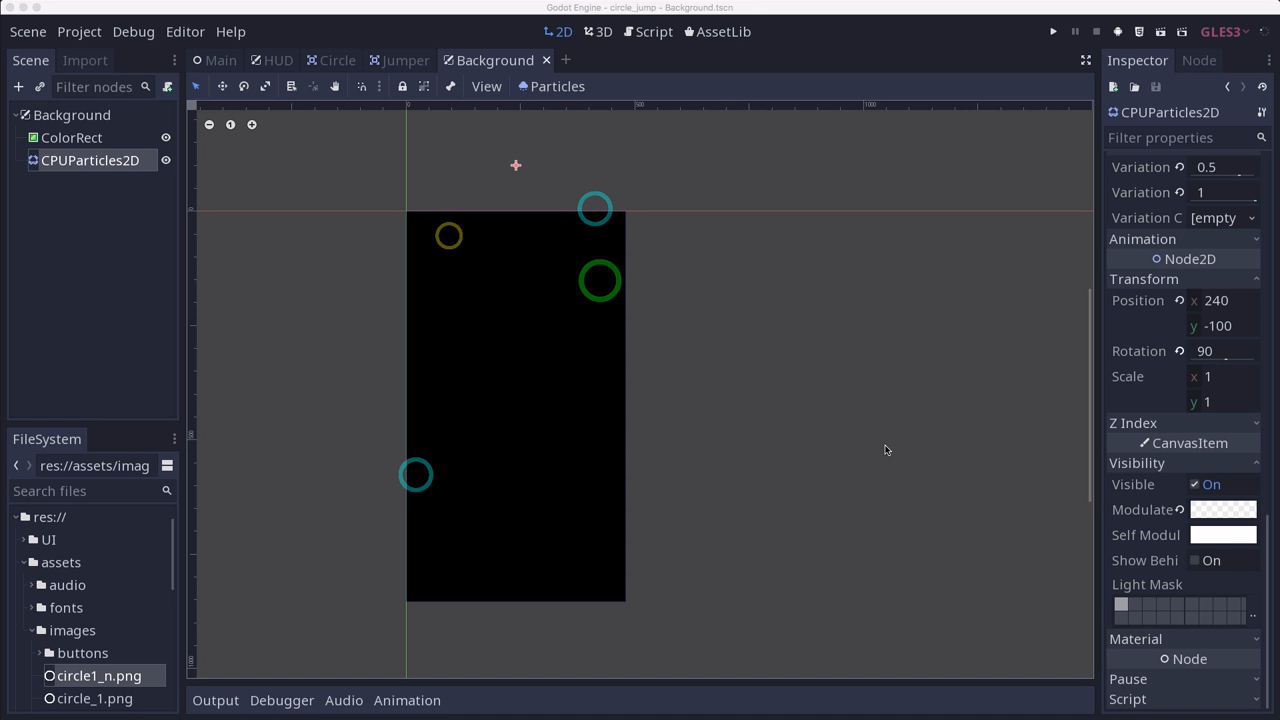 Godot Engine - circle_jump - Background.tscn
Scene Project Debug Editor Help
2D 3D Script AssetLib
GLES3
Scene Import
Main HUD Circle Jumper Background
Inspector Node
Filter nodes
View Particles
Background
ColorRect
CPUParticles2D
0 500 1000
0
500
1000
FileSystem
res://assets/imag
Search files
res://
UI
assets
audio
fonts
images
buttons
circle1_n.png
circle_1.png
Output Debugger Audio Animation
CPUParticles2D
Filter properties
Variation 0.5
Variation 1
Variation C [empty
Animation
Node2D
Transform
Position x 240
y -100
Rotation 90
Scale x 1
y 1
Z Index
CanvasItem
Visibility
Visible On
Modulate
Self Modul
Show Behi On
Light Mask
..
Material
Node
Pause
Script